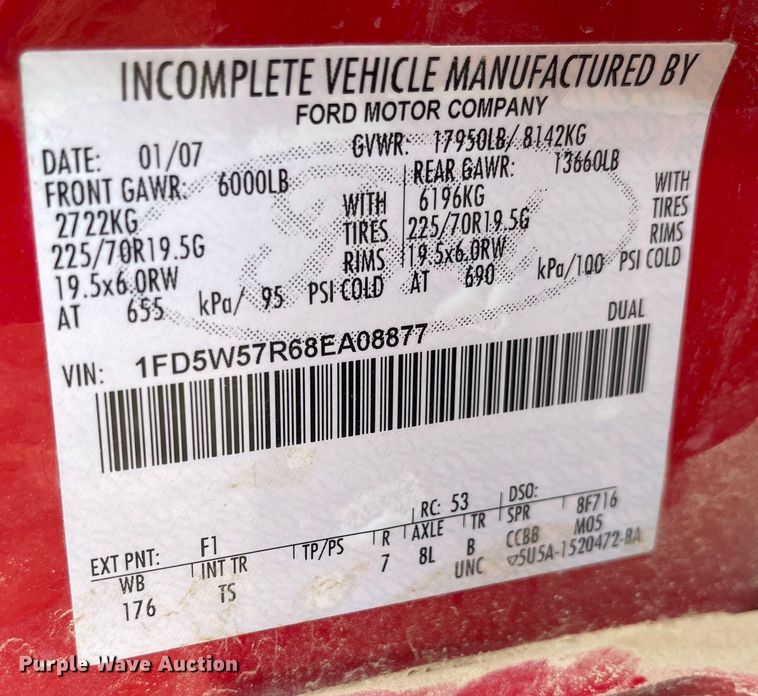 INCOMPLETE VEHICLE MANUFACTURED BY
FORD MOTOR COMPANY
DATE: 01/07 GVWR: 17950LB/ 8142KG
FRONT GAWR: 6000LB REAR GAWR: 13660LB
2722KG WITH 6196KG WITH
225/70R19.5G TIRES 225/70R19.5G TIRES
19.5x6.0RW RIMS 19.5x6.0RW RIMS
AT 655 kPa/ 95 PSI COLD AT 690 kPa/100 PSI COLD
DUAL
VIN: 1FD5W57R68EA08877
EXT PNT: F1 RC: 53 DSO:
WB INT TR TP/PS R AXLE TR SPR 8F716
176 TS 7 8L B CCBB M05
UNC ▽5U5A-1520472-BA
Purple Wave Auction